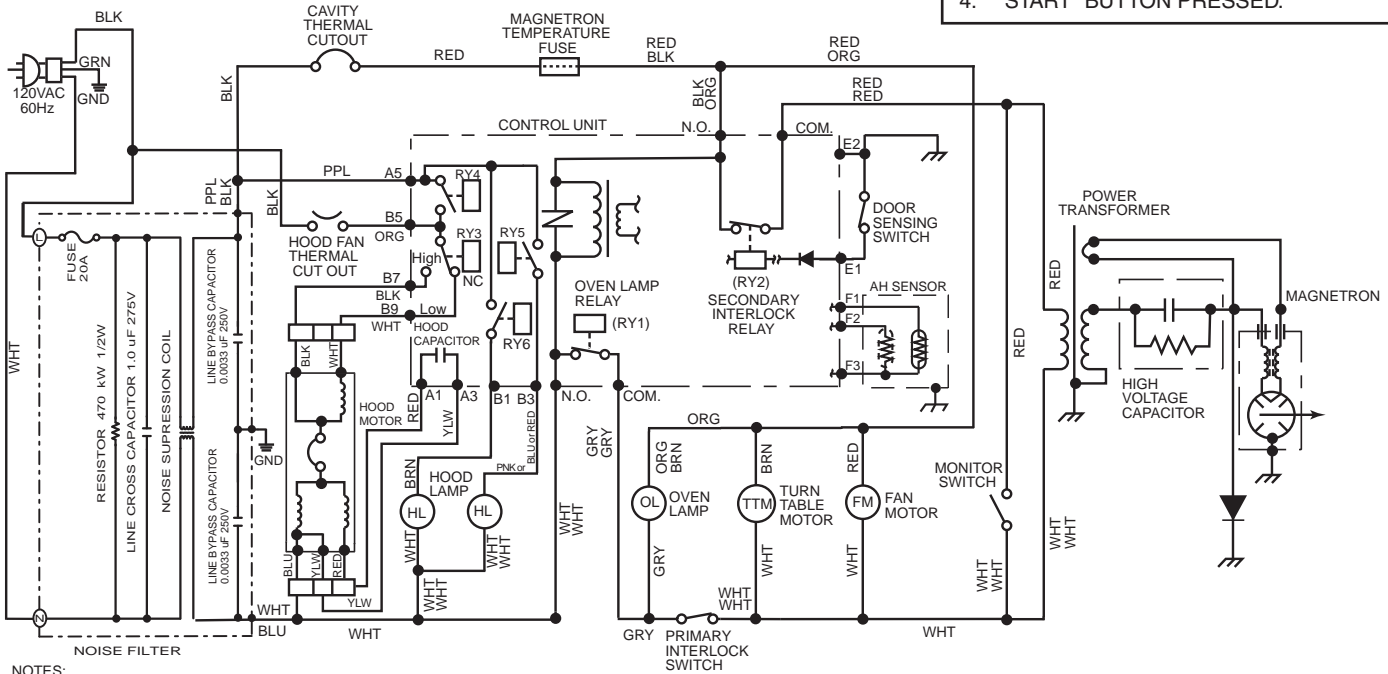 4. "START" BUTTON PRESSED.
BLK
CAVITY
THERMAL
CUTOUT
MAGNETRON
TEMPERATURE
FUSE
RED
RED
BLK
RED
ORG
GRN
120VAC
60Hz
GND
BLK
BLK
ORG
RED
RED
CONTROL UNIT
N.O.
COM.
E2
PPL
A5
RY4
PPL
BLK
BLK
B5
ORG
HOOD FAN
THERMAL
CUT OUT
RY3
High
NC
RY5
DOOR
SENSING
SWITCH
POWER
TRANSFORMER
L
FUSE
20A
B7
BLK
B9
WHT
Low
HOOD
CAPACITOR
RY6
OVEN LAMP
RELAY
(RY1)
(RY2)
SECONDARY
INTERLOCK
RELAY
E1
AH SENSOR
F1
F2
F3
RED
RED
MAGNETRON
WHT
RESISTOR 470 kW 1/2W
LINE CROSS CAPACITOR 1.0 uF 275V
NOISE SUPRESSION COIL
LINE BYPASS CAPACITOR
0.0033 uF 250V
LINE BYPASS CAPACITOR
0.0033 uF 250V
GND
BLK
WHT
HOOD
MOTOR
RED
A1
A3
YLW
B1
B3
N.O.
COM.
BLU or RED
PNK or
BRN
HOOD
LAMP
HL
HL
GRY
GRY
ORG
ORG
BRN
BRN
RED
OL
OVEN
LAMP
TTM
TURN
TABLE
MOTOR
FM
FAN
MOTOR
MONITOR
SWITCH
HIGH
VOLTAGE
CAPACITOR
WHT
WHT
WHT
WHT
WHT
WHT
WHT
WHT
GRY
WHT
WHT
WHT
WHT
WHT
WHT
BLU
YLW
RED
YLW
N
WHT
BLU
WHT
WHT
WHT
GRY
PRIMARY
INTERLOCK
SWITCH
WHT
NOISE FILTER
NOTES: